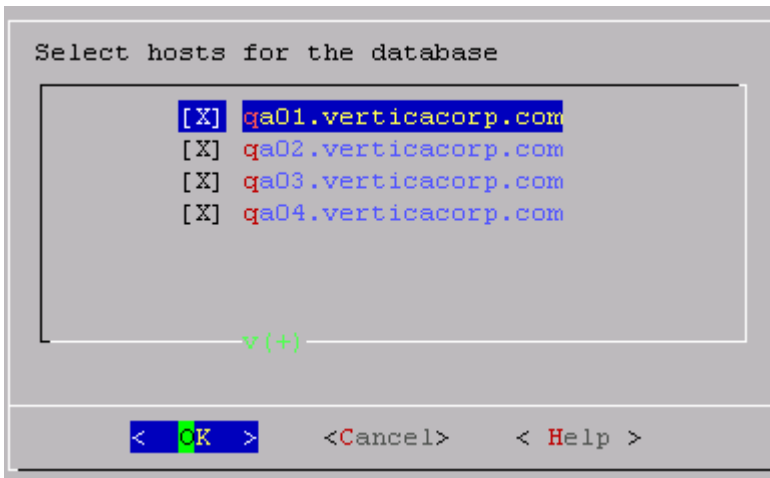 Select hosts for the database
[X] qa01.verticacorp.com
[X] qa02.verticacorp.com
[X] qa03.verticacorp.com
[X] qa04.verticacorp.com
v(+)
< OK > <Cancel> < Help >